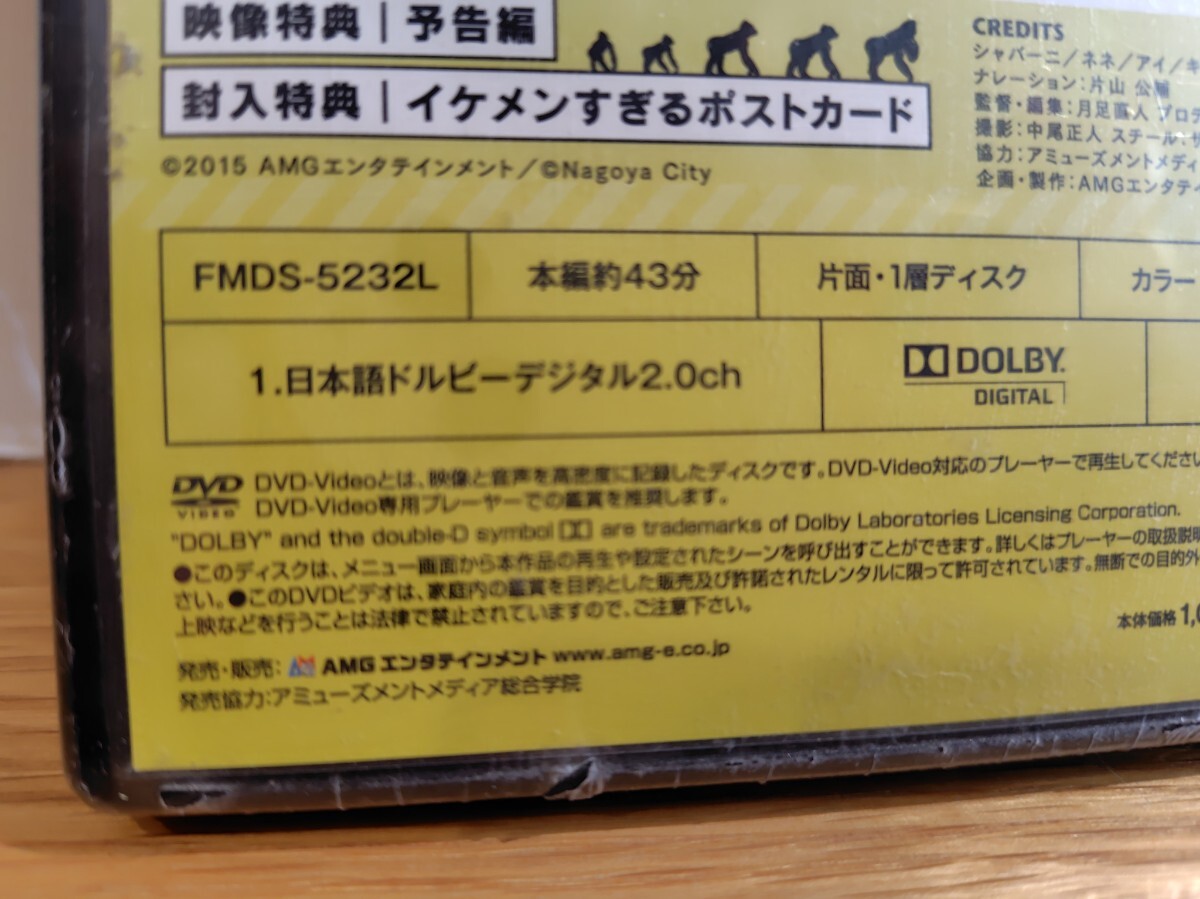 映像特典|予告編
封入特典|イケメンすぎるポストカード
©2015 AMGエンタテインメント/©Nagoya City
CREDITS
シャバーニ/ネネ/アイ/キ
ナレーション:片山 公輔
監督・編集:月足直人 プロデ
撮影:中尾正人 スチール:サ
協力:アミューズメントメディ
企画・製作:AMGエンタテイ
FMDS-5232L
本編約43分
片面・1層ディスク
カラー
1.日本語ドルビーデジタル2.0ch
DOLBY.
DIGITAL
DVD
VIDEO
DVD-Videoとは、映像と音声を高密度に記録したディスクです。DVD-Video対応のプレーヤーで再生してください
DVD-Video専用プレーヤーでの鑑賞を推奨します。
"DOLBY" and the double-D symbol are trademarks of Dolby Laboratories Licensing Corporation.
●このディスクは、メニュー画面から本作品の再生や設定されたシーンを呼び出すことができます。詳しくはプレーヤーの取扱説明
さい。●このDVDビデオは、家庭内の鑑賞を目的とした販売及び許諾されたレンタルに限って許可されています。無断での目的外
上映などを行うことは法律で禁止されていますので、ご注意下さい。
本体価格1,
発売・販売: AMGエンタテインメント www.amg-e.co.jp
発売協力:アミューズメントメディア総合学院